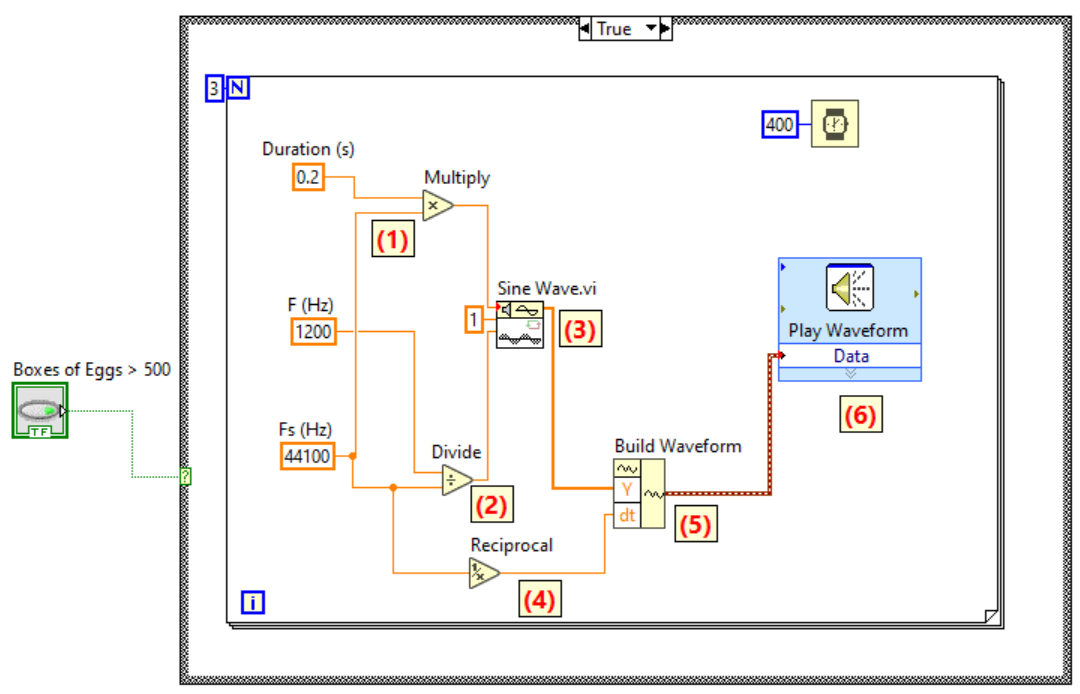 True
3 N
400
Duration (s)
0.2
Multiply
×
(1)
Sine Wave.vi
F (Hz)
1200
1
(3)
Play Waveform
Data
(6)
Boxes of Eggs > 500
TF
?
Fs (Hz)
44100
Divide
÷
(2)
Build Waveform
Y
dt
(5)
Reciprocal
1/x
(4)
i